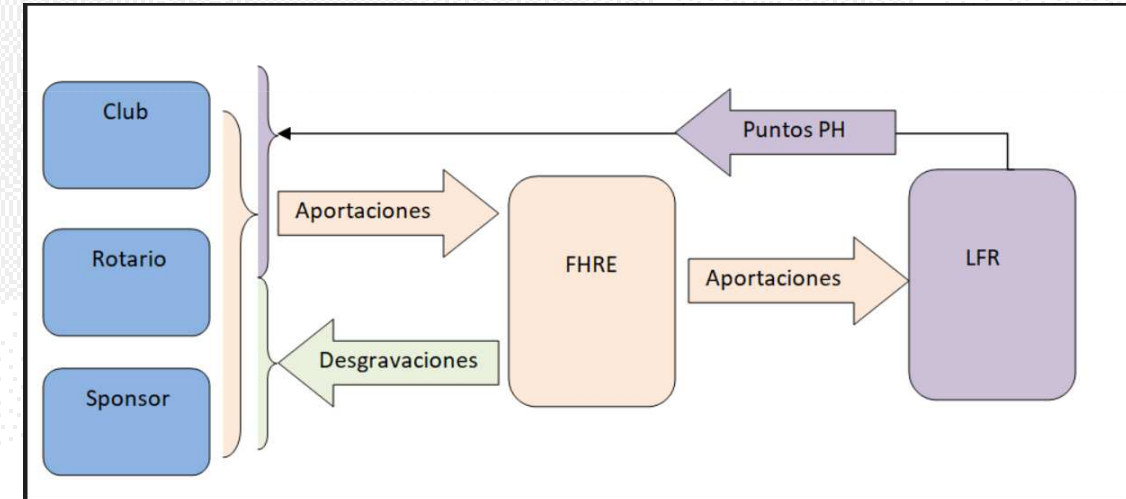 Club
Puntos PH
Aportaciones
Rotario
FHRE
LFR
Aportaciones
Desgravaciones
Sponsor